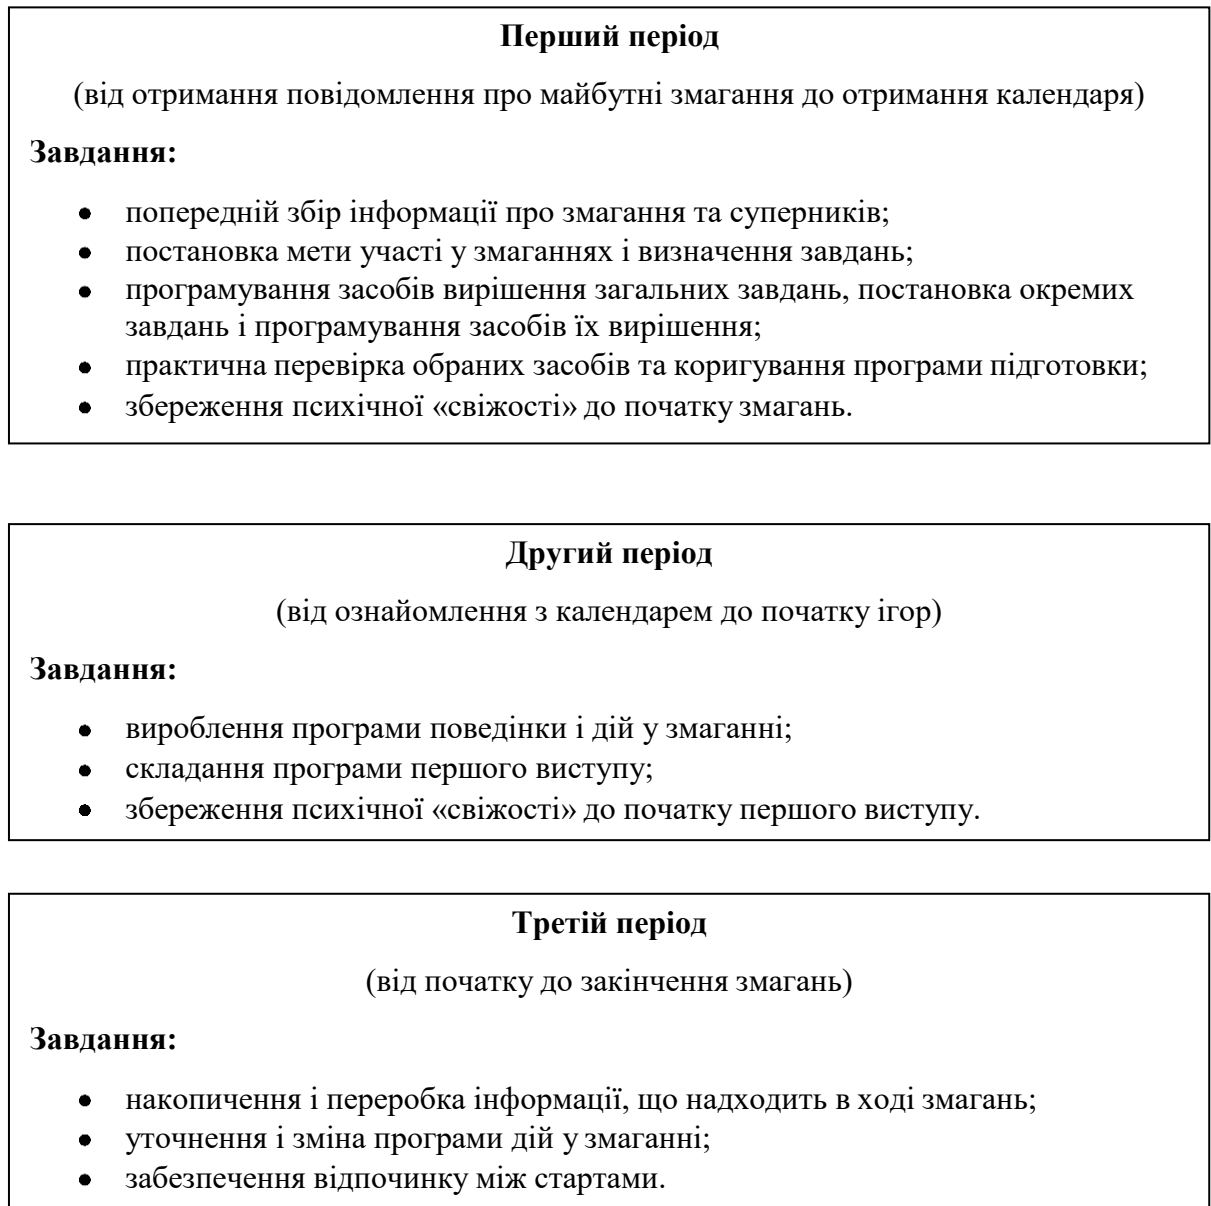 Перший період
(від отримання повідомлення про майбутні змагання до отримання календаря)
Завдання:
• попередній збір інформації про змагання та суперників;
• постановка мети участі у змаганнях і визначення завдань;
• програмування засобів вирішення загальних завдань, постановка окремих
завдань і програмування засобів їх вирішення;
• практична перевірка обраних засобів та коригування програми підготовки;
• збереження психічної «свіжості» до початку змагань.
Другий період
(від ознайомлення з календарем до початку ігор)
Завдання:
• вироблення програми поведінки і дій у змаганні;
• складання програми першого виступу;
• збереження психічної «свіжості» до початку першого виступу.
Третій період
(від початку до закінчення змагань)
Завдання:
• накопичення і переробка інформації, що надходить в ході змагань;
• уточнення і зміна програми дій у змаганні;
• забезпечення відпочинку між стартами.